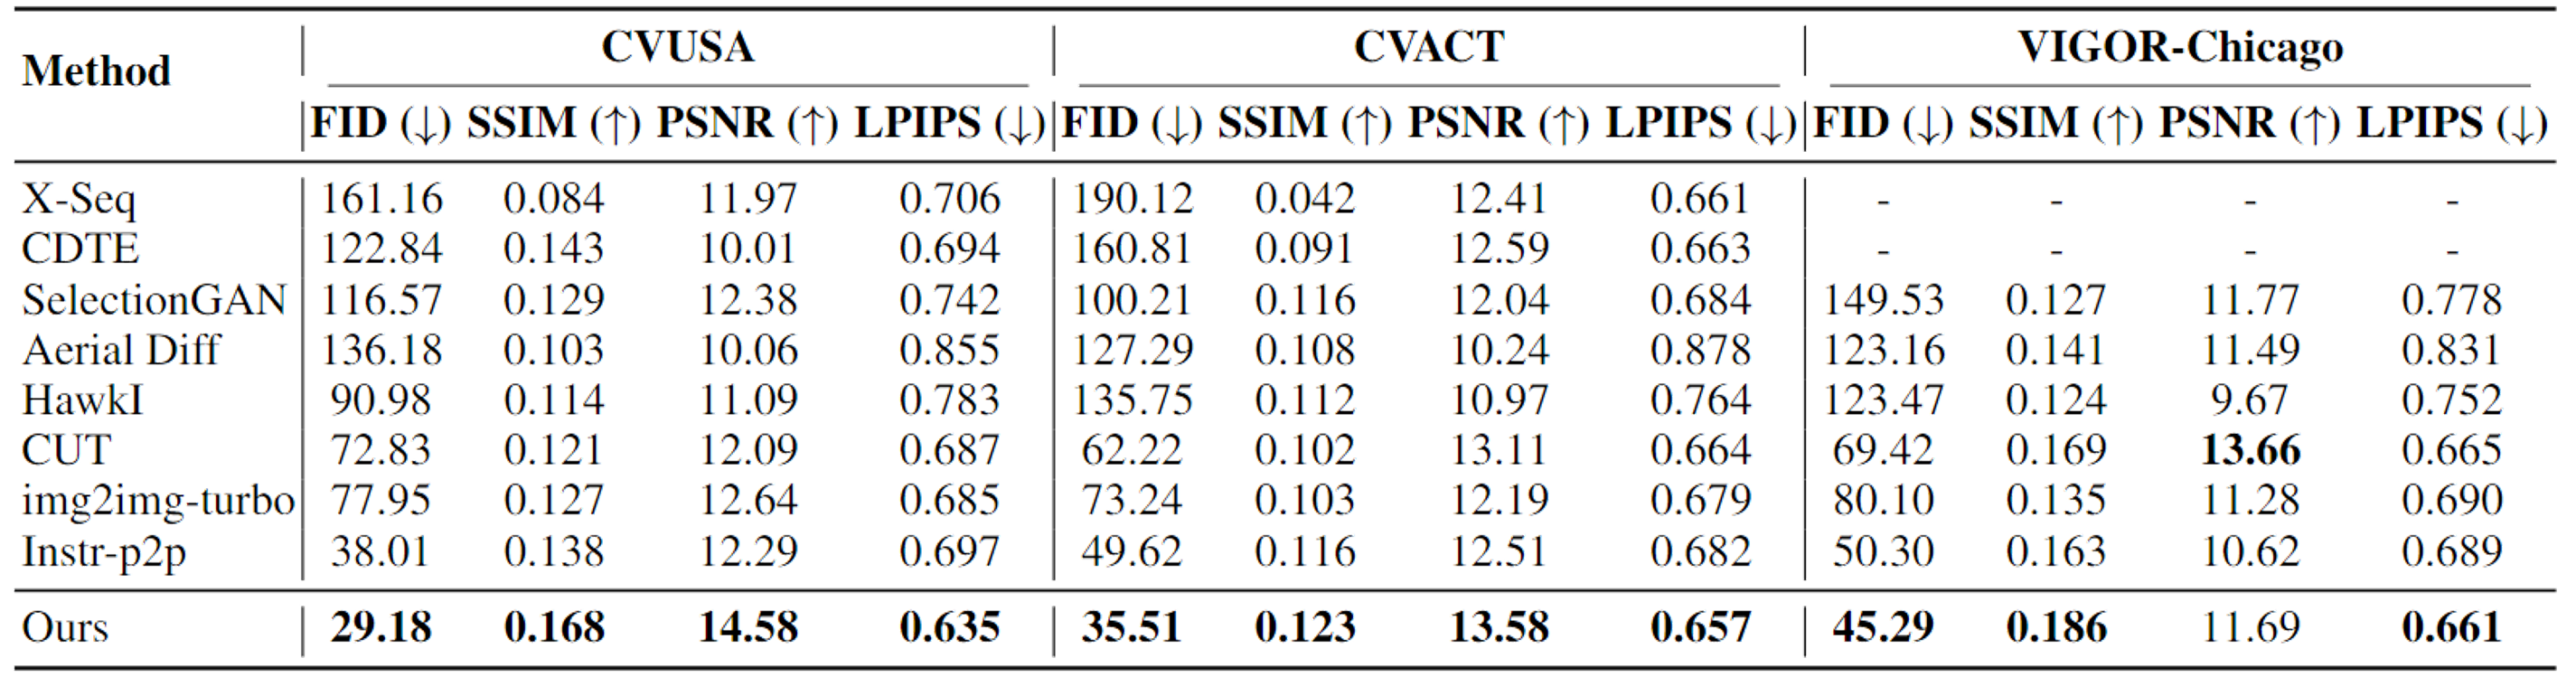 Method CVUSA CVACT VIGOR-Chicago
FID (↓) SSIM (↑) PSNR (↑) LPIPS (↓) FID (↓) SSIM (↑) PSNR (↑) LPIPS (↓) FID (↓) SSIM (↑) PSNR (↑) LPIPS (↓)
X-Seq 161.16 0.084 11.97 0.706 190.12 0.042 12.41 0.661 - - - -
CDTE 122.84 0.143 10.01 0.694 160.81 0.091 12.59 0.663 - - - -
SelectionGAN 116.57 0.129 12.38 0.742 100.21 0.116 12.04 0.684 149.53 0.127 11.77 0.778
Aerial Diff 136.18 0.103 10.06 0.855 127.29 0.108 10.24 0.878 123.16 0.141 11.49 0.831
HawkI 90.98 0.114 11.09 0.783 135.75 0.112 10.97 0.764 123.47 0.124 9.67 0.752
CUT 72.83 0.121 12.09 0.687 62.22 0.102 13.11 0.664 69.42 0.169 13.66 0.665
img2img-turbo 77.95 0.127 12.64 0.685 73.24 0.103 12.19 0.679 80.10 0.135 11.28 0.690
Instr-p2p 38.01 0.138 12.29 0.697 49.62 0.116 12.51 0.682 50.30 0.163 10.62 0.689
Ours 29.18 0.168 14.58 0.635 35.51 0.123 13.58 0.657 45.29 0.186 11.69 0.661